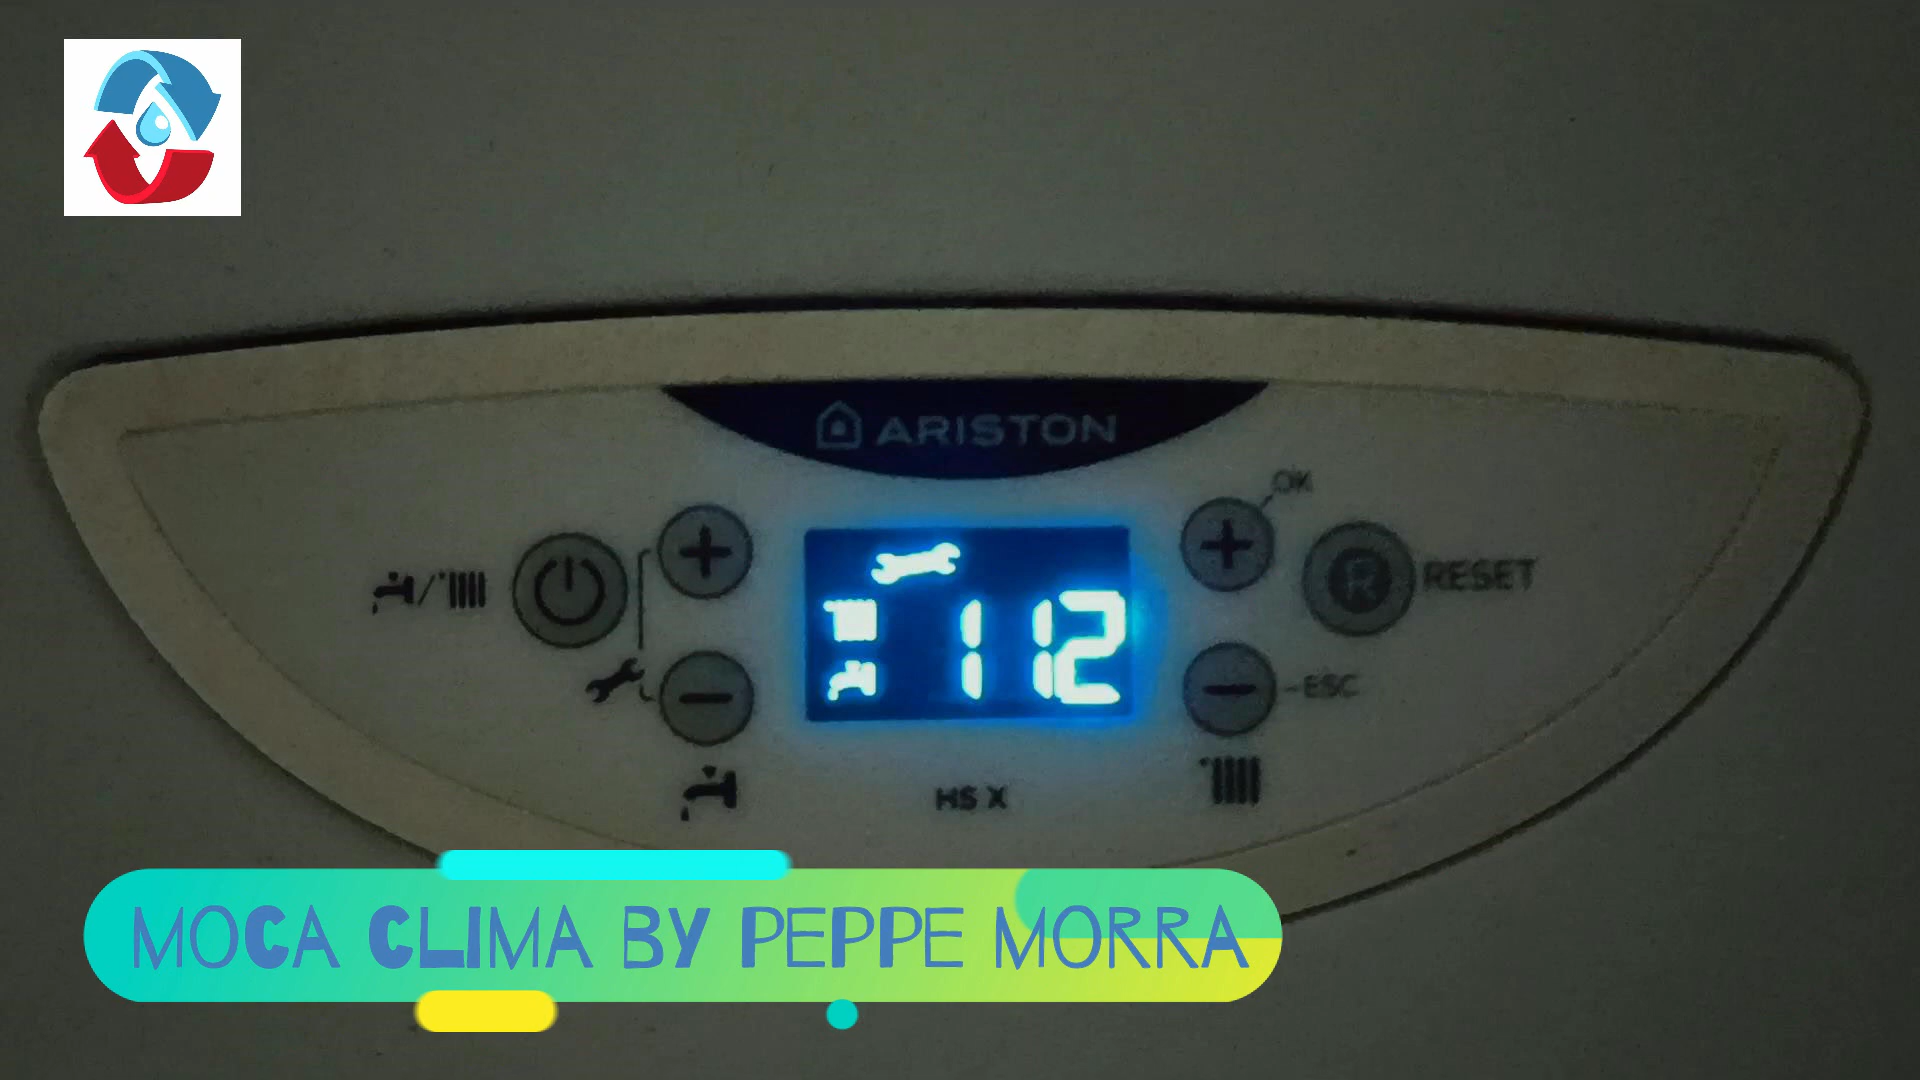 ARISTON
OK
R RESET
112
ESC
HS X
MOCA CLIMA BY PEPPE MORRA